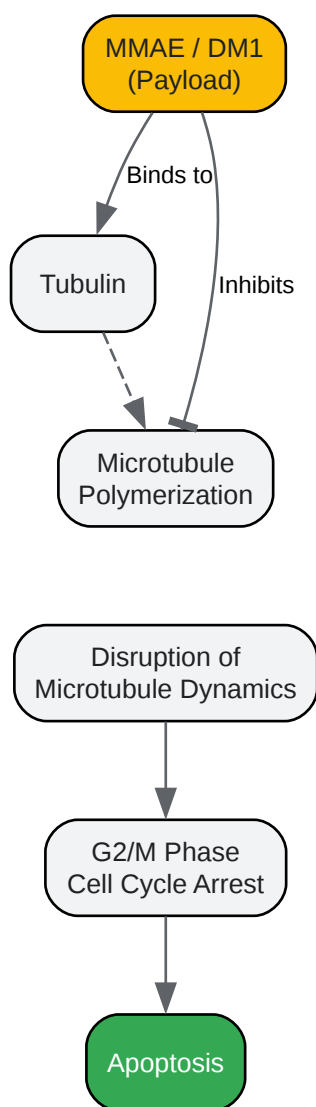 MMAE / DM1
(Payload)
Binds to
Tubulin
Inhibits
Microtubule
Polymerization
Disruption of
Microtubule Dynamics
G2/M Phase
Cell Cycle Arrest
Apoptosis